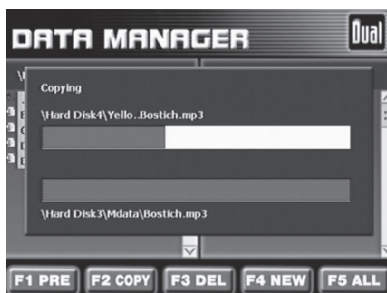 DATA MANAGER
Dual
Copying
\Hard Disk4\Yello..Bostich.mp3
\Hard Disk3\Mdata\Bostich.mp3
F1 PRE F2 COPY F3 DEL F4 NEW F5 ALL